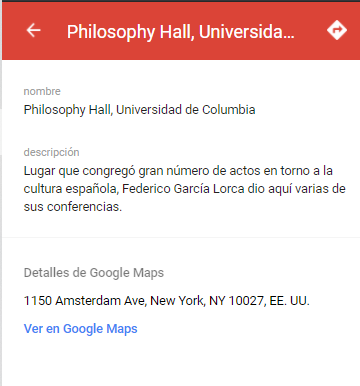 Philosophy Hall, Universida...
nombre
Philosophy Hall, Universidad de Columbia
descripción
Lugar que congregó gran número de actos en torno a la
cultura española, Federico García Lorca dio aquí varias de
sus conferencias.
Detalles de Google Maps
1150 Amsterdam Ave, New York, NY 10027, EE. UU.
Ver en Google Maps